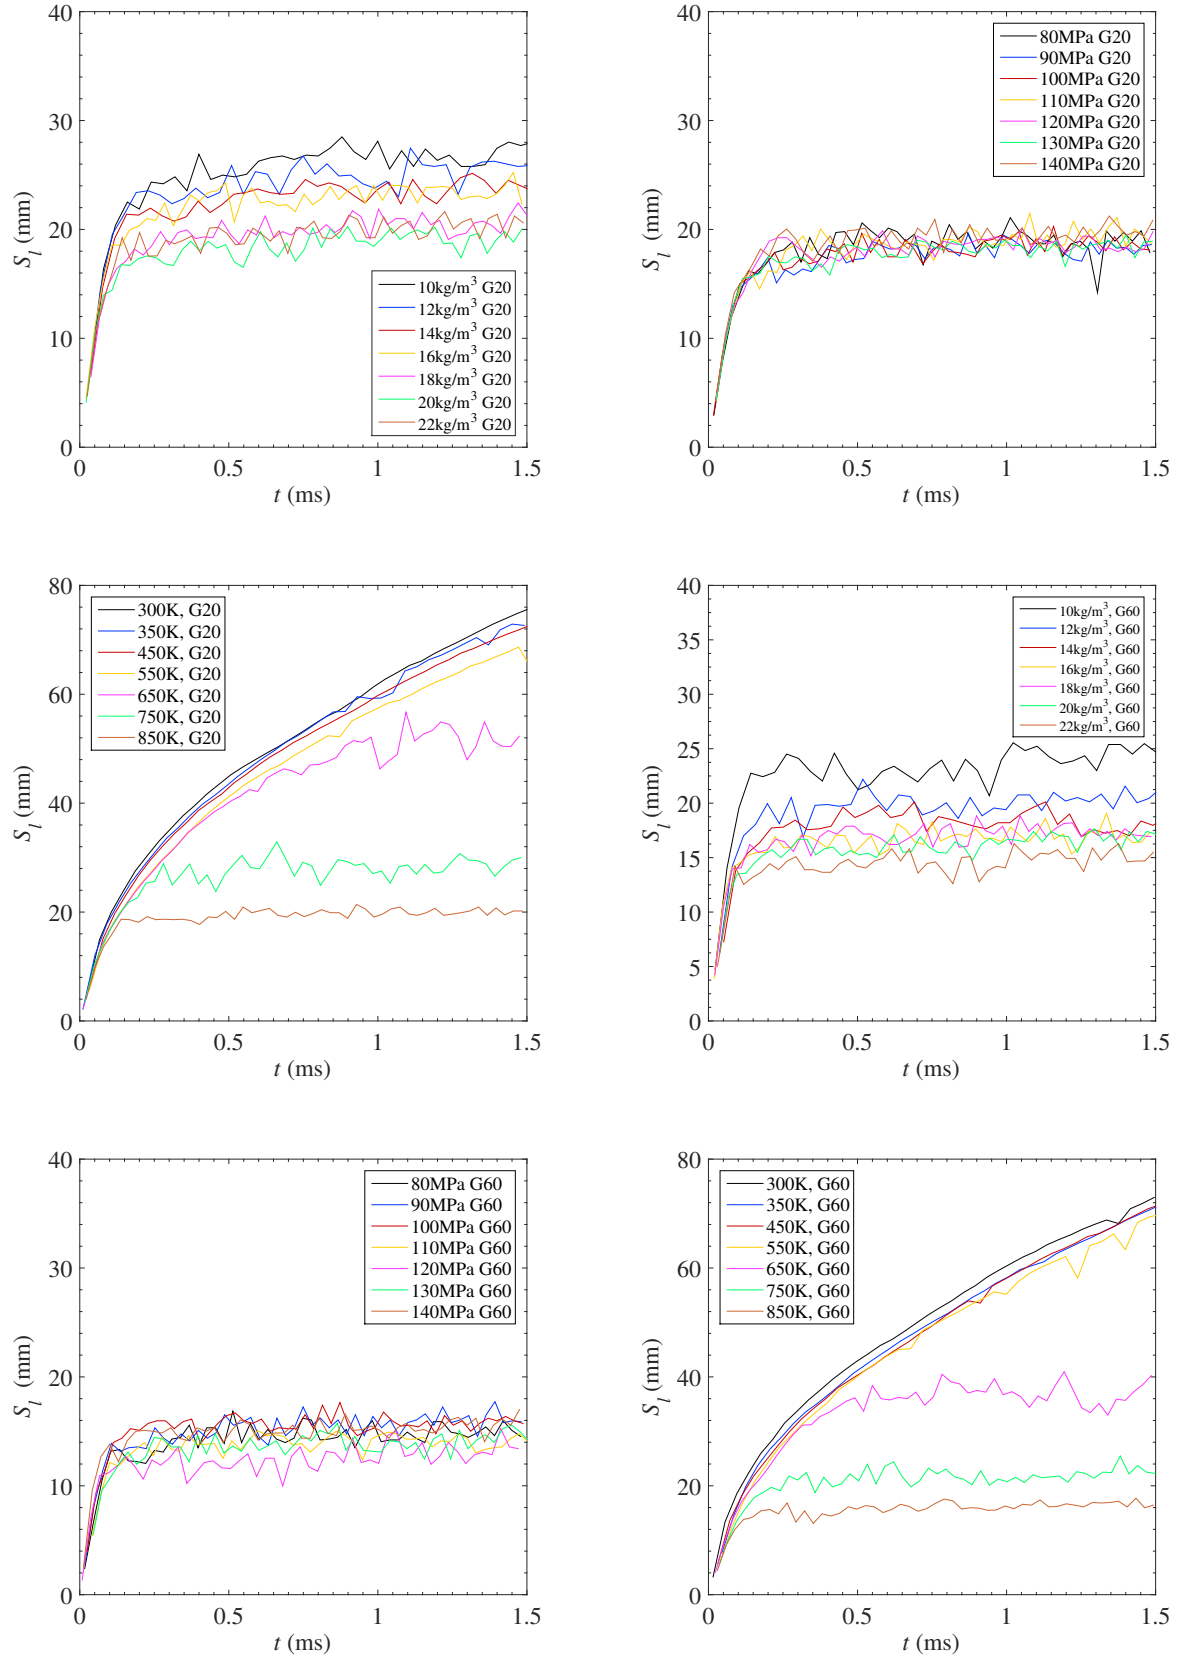 40
30
20
10
0
S_l (mm)
10kg/m³ G20
12kg/m³ G20
14kg/m³ G20
16kg/m³ G20
18kg/m³ G20
20kg/m³ G20
22kg/m³ G20
0 0.5 1 1.5
t (ms)
40
30
20
10
0
S_l (mm)
80MPa G20
90MPa G20
100MPa G20
110MPa G20
120MPa G20
130MPa G20
140MPa G20
0 0.5 1 1.5
t (ms)
80
60
40
20
0
S_l (mm)
300K, G20
350K, G20
450K, G20
550K, G20
650K, G20
750K, G20
850K, G20
0 0.5 1 1.5
t (ms)
40
35
30
25
20
15
10
5
0
S_l (mm)
10kg/m³, G60
12kg/m³, G60
14kg/m³, G60
16kg/m³, G60
18kg/m³, G60
20kg/m³, G60
22kg/m³, G60
0 0.5 1 1.5
t (ms)
40
30
20
10
0
S_l (mm)
80MPa G60
90MPa G60
100MPa G60
110MPa G60
120MPa G60
130MPa G60
140MPa G60
0 0.5 1 1.5
t (ms)
80
60
40
20
0
S_l (mm)
300K, G60
350K, G60
450K, G60
550K, G60
650K, G60
750K, G60
850K, G60
0 0.5 1 1.5
t (ms)